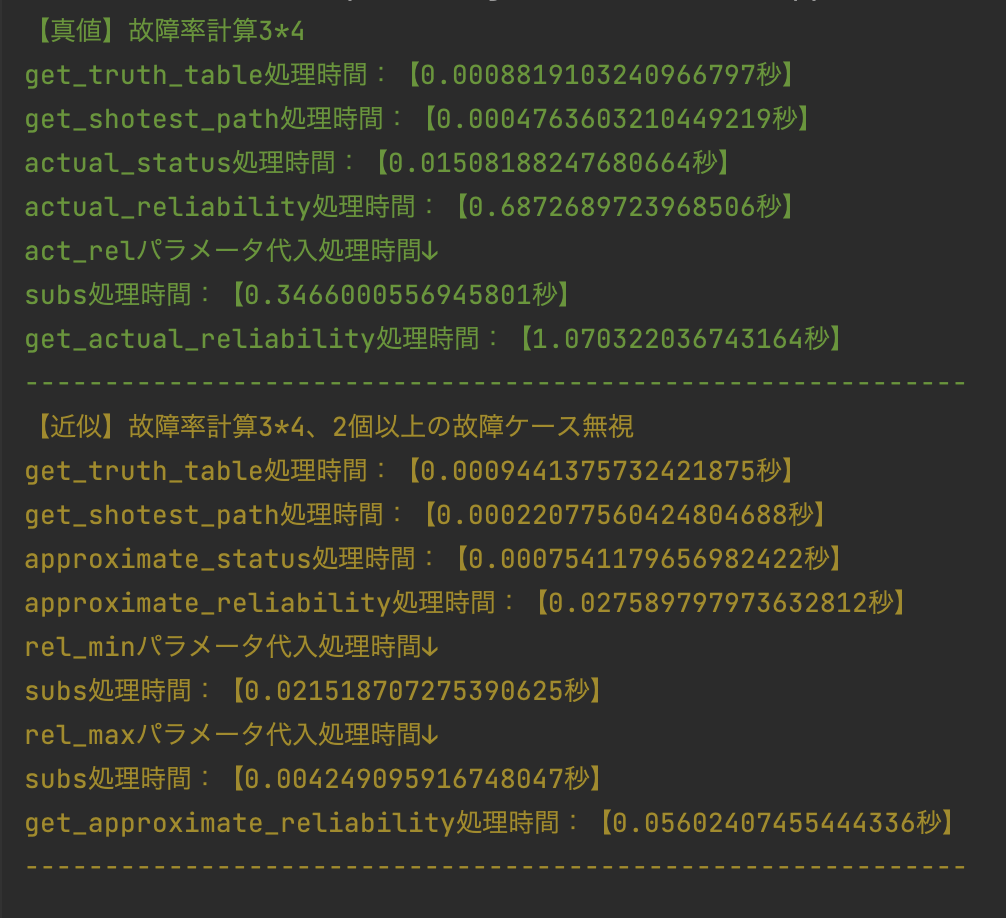 【真値】故障率計算3*4
get_truth_table処理時間：【0.0008819103240966797秒】
get_shotest_path処理時間：【0.0004763603210449219秒】
actual_status処理時間：【0.01508188247680664秒】
actual_reliability処理時間：【0.6872689723968506秒】
act_relパラメータ代入処理時間↓
subs処理時間：【0.3466000556945801秒】
get_actual_reliability処理時間：【1.070322036743164秒】
-----------------------------------------------------------
【近似】故障率計算3*4、2個以上の故障ケース無視
get_truth_table処理時間：【0.0009441375732421875秒】
get_shotest_path処理時間：【0.00022077560424804688秒】
approximate_status処理時間：【0.0007541179656982422秒】
approximate_reliability処理時間：【0.027589797973632812秒】
rel_minパラメータ代入処理時間↓
subs処理時間：【0.021518707275390625秒】
rel_maxパラメータ代入処理時間↓
subs処理時間：【0.004249095916748047秒】
get_approximate_reliability処理時間：【0.05602407455444336秒】
-----------------------------------------------------------